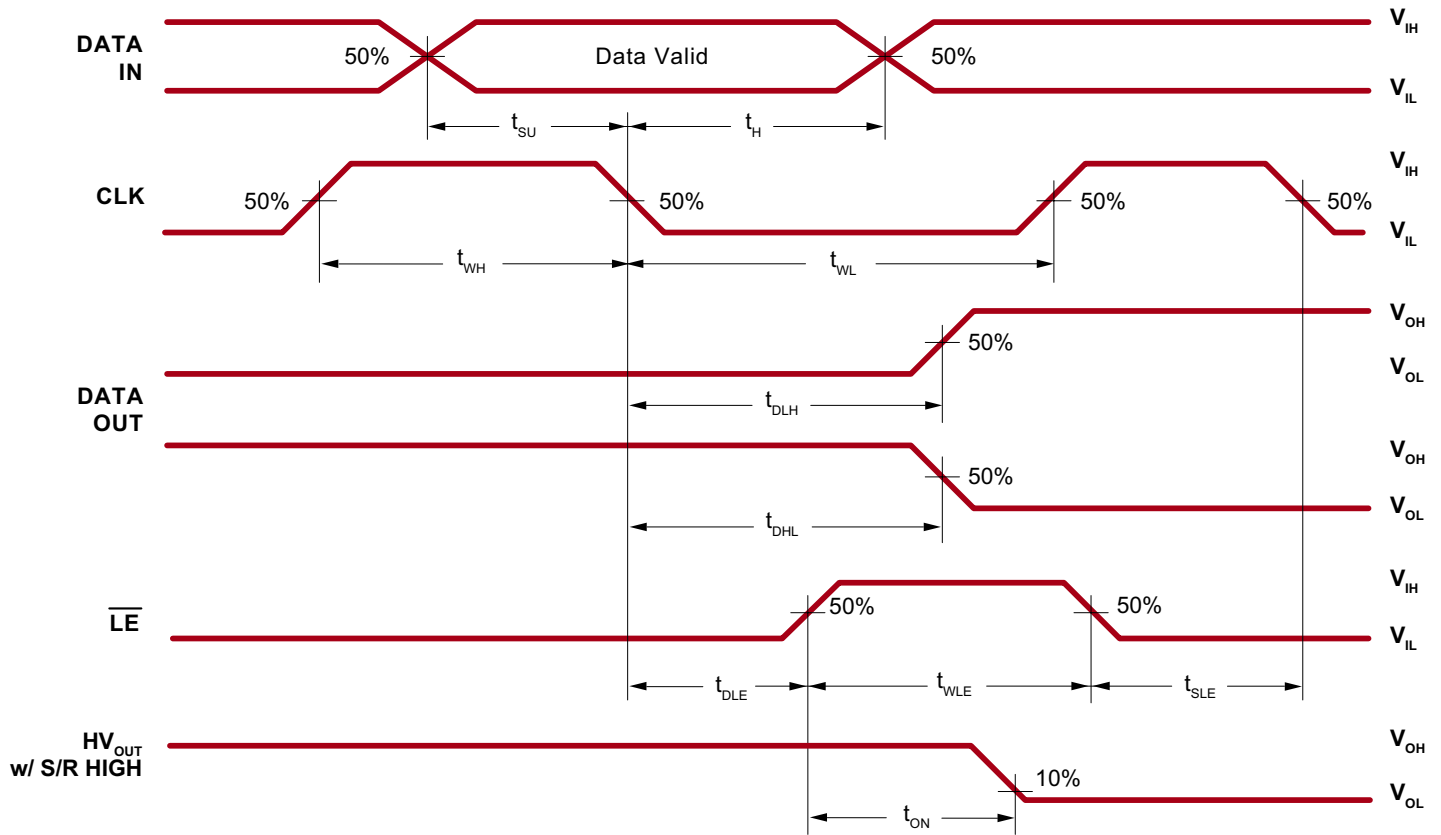 DATA
IN
50%
Data Valid
50%
V_IH
V_IL
t_SU
t_H
CLK
50%
50%
50%
50%
V_IH
V_IL
t_WH
t_WL
DATA
OUT
50%
V_OH
V_OL
t_DLH
50%
V_OH
V_OL
t_DHL
L̅E̅
50%
50%
V_IH
V_IL
t_DLE
t_WLE
t_SLE
HV_OUT
w/ S/R HIGH
10%
V_OH
V_OL
t_ON